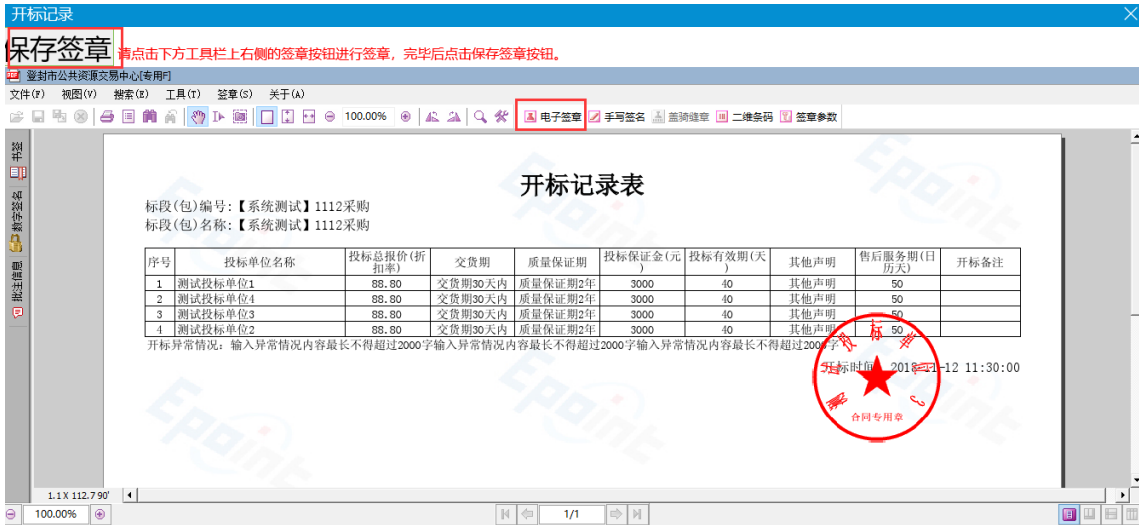 开标记录
保存签章 请点击下方工具栏上右侧的签章按钮进行签章，完毕后点击保存签章按钮。
登封市公共资源交易中心[专用F]
文件(F) 视图(V) 搜索(E) 工具(T) 签章(S) 关于(A)
100.00% 电子签章 手写签名 盖骑缝章 二维条码 签章参数
书签
数字签名
批注信息
开标记录表
标段(包)编号:【系统测试】1112采购
标段(包)名称:【系统测试】1112采购
序号 投标单位名称 投标总报价(折扣率) 交货期 质量保证期 投标保证金(元) 投标有效期(天) 其他声明 售后服务期(日历天) 开标备注
1 测试投标单位1 88.80 交货期30天内 质量保证期2年 3000 40 其他声明 50
2 测试投标单位4 88.80 交货期30天内 质量保证期2年 3000 40 其他声明 50
3 测试投标单位3 88.80 交货期30天内 质量保证期2年 3000 40 其他声明 50
4 测试投标单位2 88.80 交货期30天内 质量保证期2年 3000 40 其他声明 50
开标异常情况: 输入异常情况内容最长不得超过2000字输入异常情况内容最长不得超过2000字输入异常情况内容最长不得超过2000字
开标时间 2018-11-12 11:30:00
测试投标单位3
合同专用章
Epoint
Epoint
Epoint
Epoint
Epoint
Epoint
1.1 X 112.7 90'
100.00% 1/1